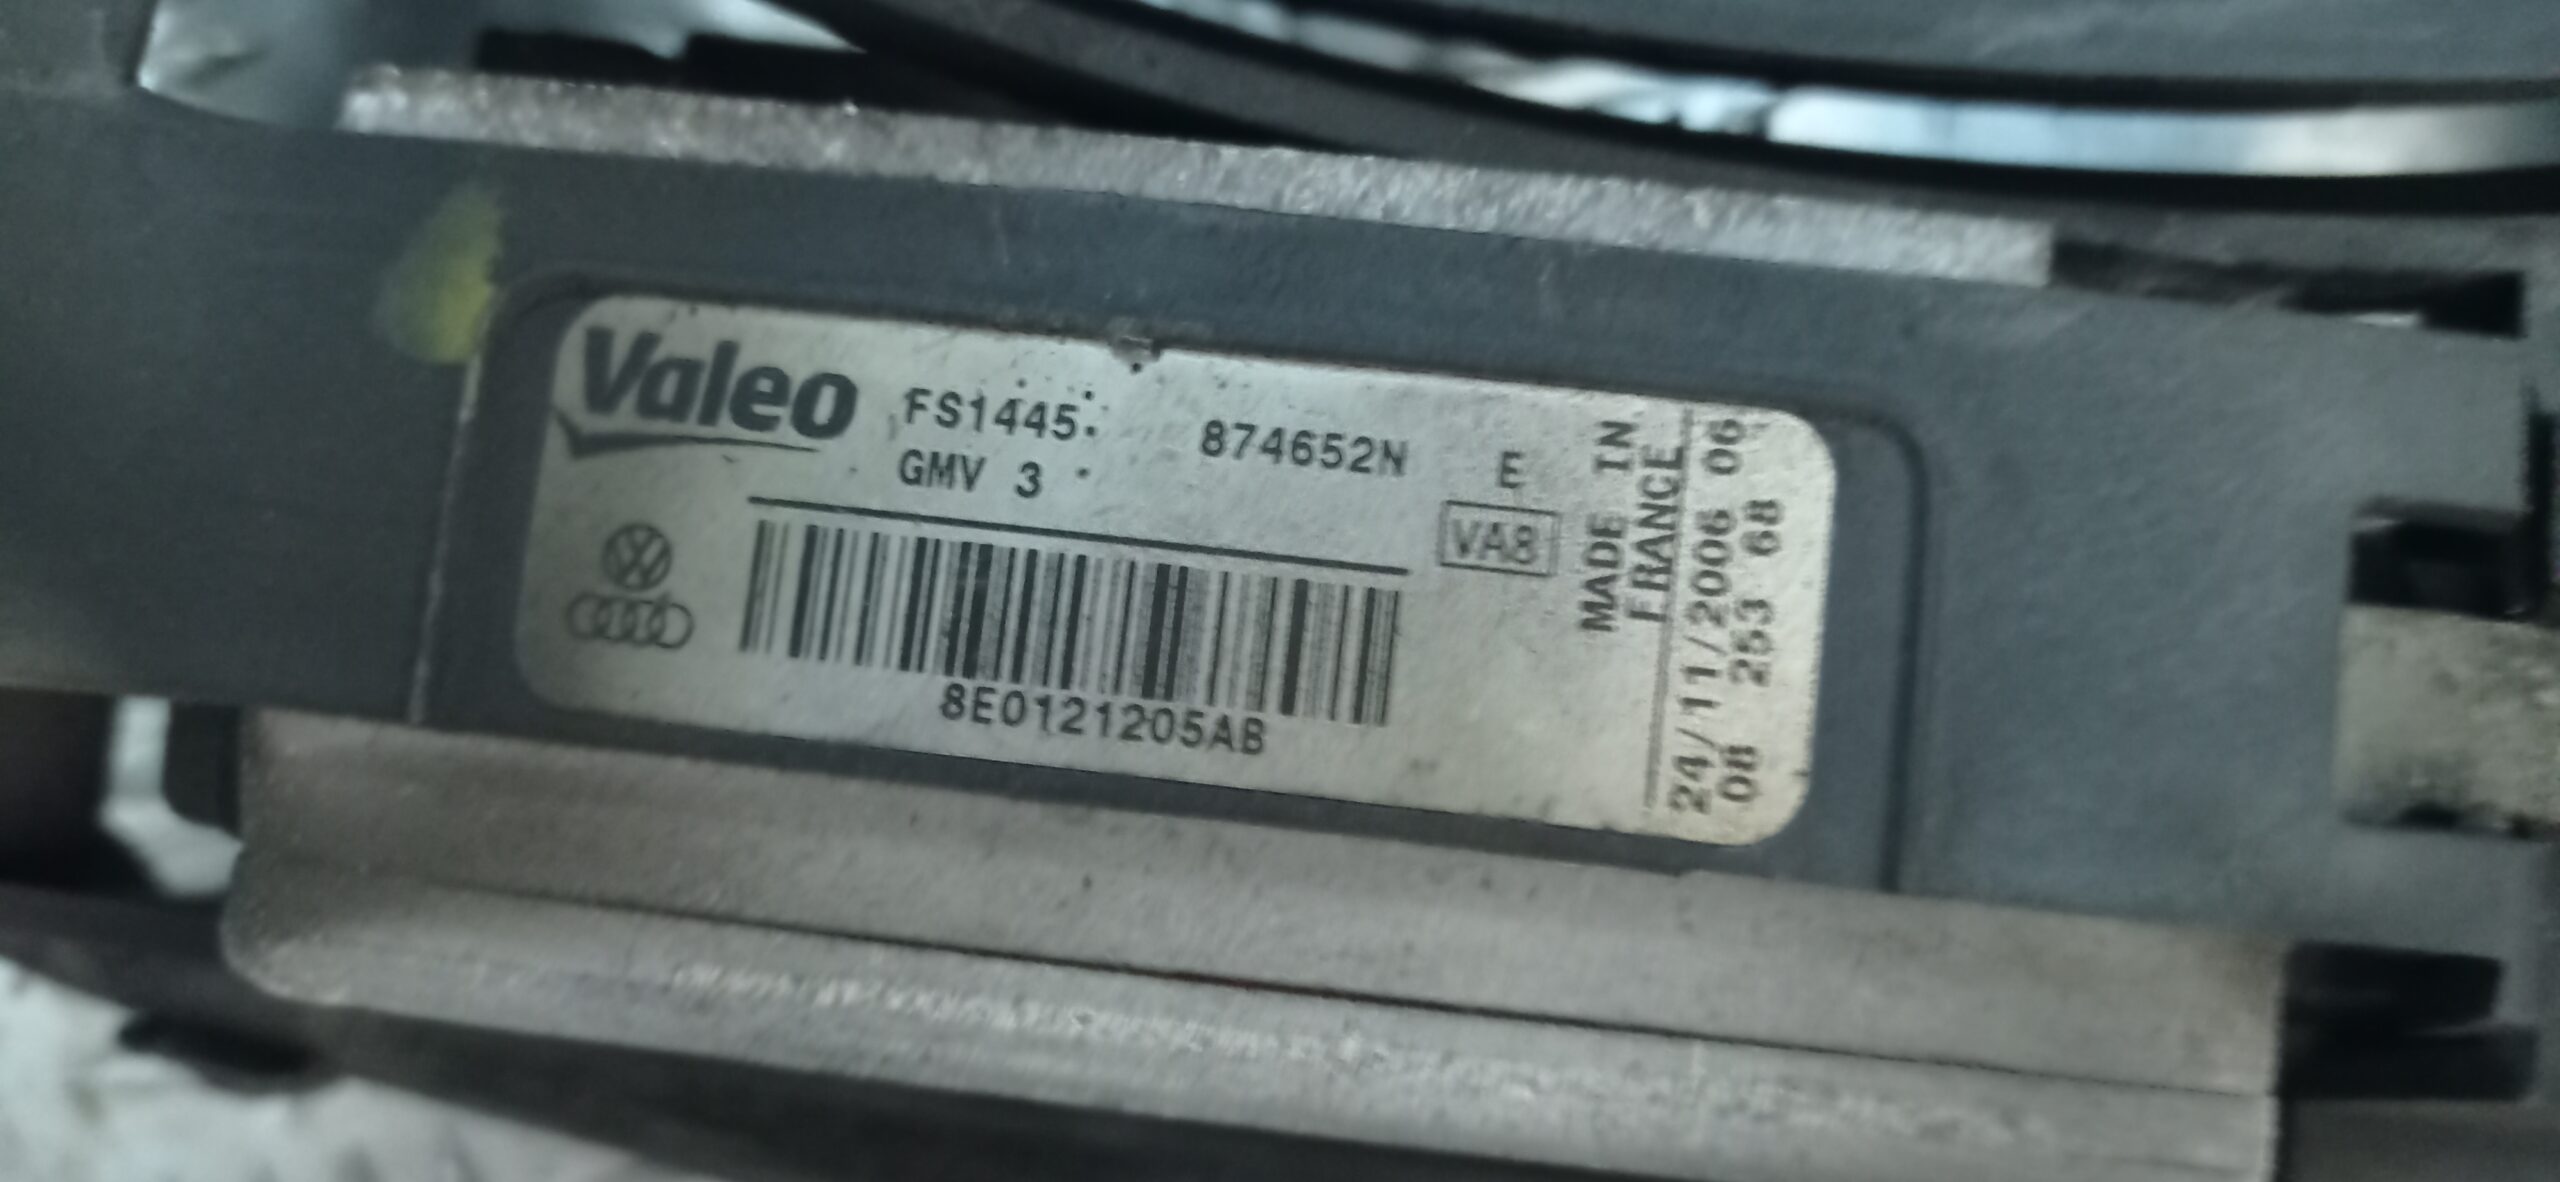 Valeo
FS1445
874652N
GMV 3
E
VA8
MADE IN
FRANCE
24/11/2006 06
08 253 68
8E0121205AB